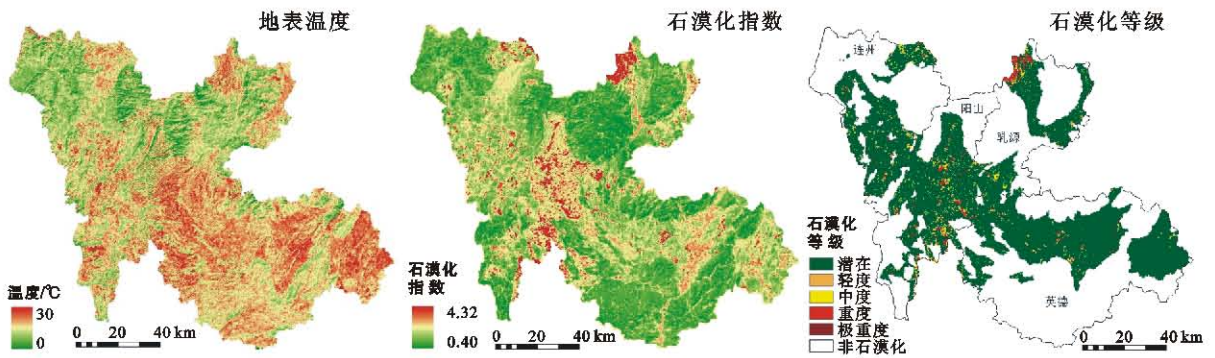 地表温度
温度/℃
30
0
0 20 40 km
石漠化指数
石漠化
指数
4.32
0.40
0 20 40 km
石漠化等级
连州
阳山
乳源
英德
石漠化
等级
潜在
轻度
中度
重度
极重度
非石漠化
0 20 40 km